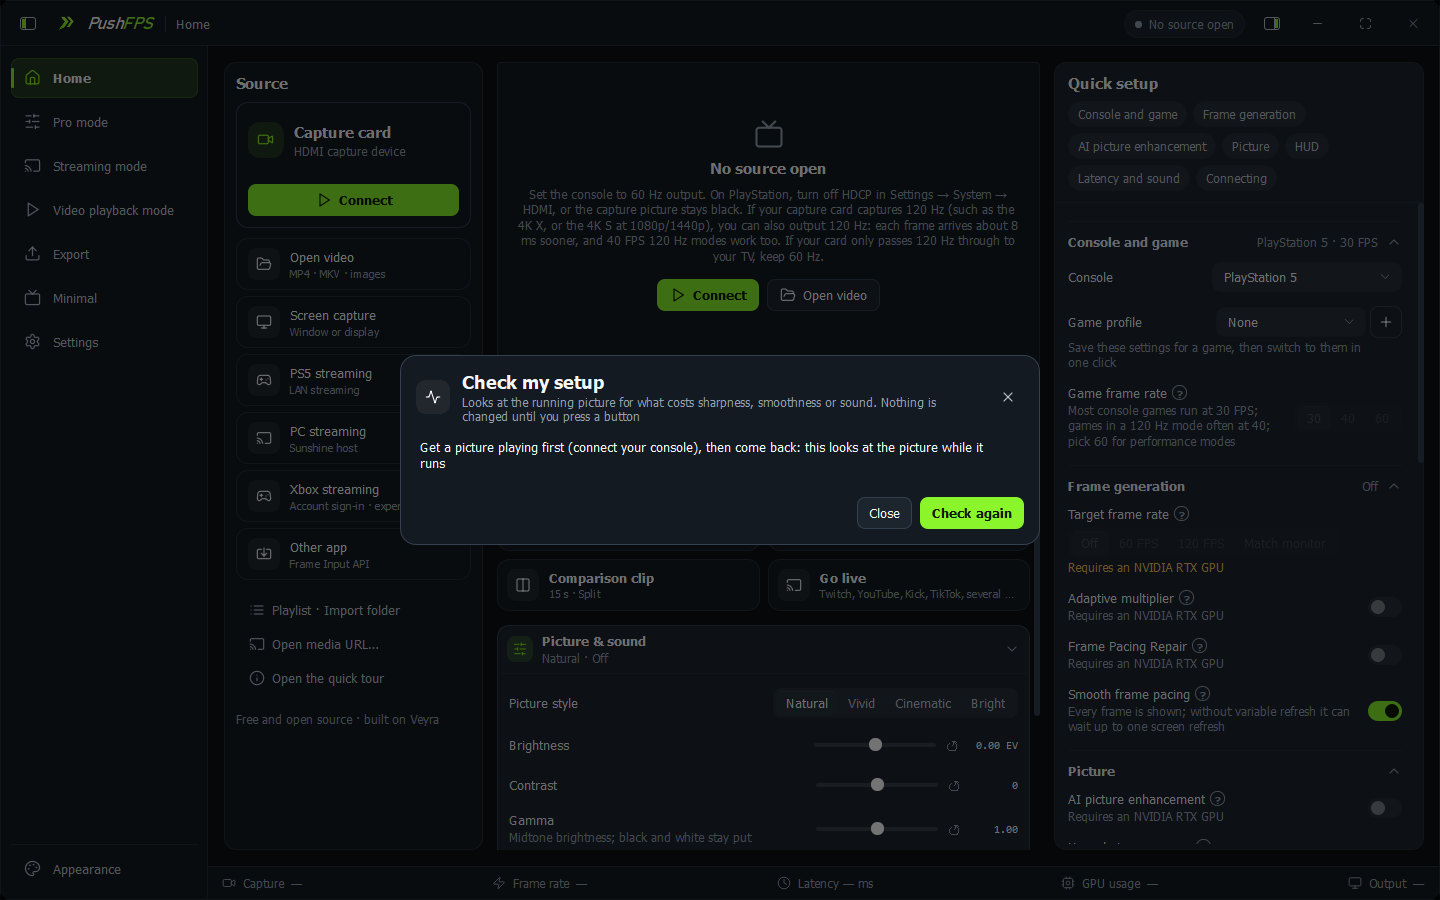 PushFPS
Home
No source open
Home
Pro mode
Streaming mode
Video playback mode
Export
Minimal
Settings
Appearance
Source
Capture card
HDMI capture device
Connect
Open video
MP4 · MKV · images
Screen capture
Window or display
PS5 streaming
LAN streaming
PC streaming
Sunshine host
Xbox streaming
Account sign-in · exper
Other app
Frame Input API
Playlist · Import folder
Open media URL...
Open the quick tour
Free and open source · built on Veyra
No source open
Set the console to 60 Hz output. On PlayStation, turn off HDCP in Settings → System →
HDMI, or the capture picture stays black. If your capture card captures 120 Hz (such as the
4K X, or the 4K S at 1080p/1440p), you can also output 120 Hz: each frame arrives about 8
ms sooner, and 40 FPS 120 Hz modes work too. If your card only passes 120 Hz through to
your TV, keep 60 Hz.
Connect
Open video
Check my setup
Looks at the running picture for what costs sharpness, smoothness or sound. Nothing is
changed until you press a button
Get a picture playing first (connect your console), then come back: this looks at the picture while it
runs
Close
Check again
Comparison clip
15 s · Split
Go live
Twitch, YouTube, Kick, TikTok, several ...
Picture & sound
Natural · Off
Picture style
Natural
Vivid
Cinematic
Bright
Brightness
0.00 EV
Contrast
0
Gamma
Midtone brightness; black and white stay put
1.00
Quick setup
Console and game
Frame generation
AI picture enhancement
Picture
HUD
Latency and sound
Connecting
Console and game
PlayStation 5 · 30 FPS
Console
PlayStation 5
Game profile
None
Save these settings for a game, then switch to them in
one click
Game frame rate
Most console games run at 30 FPS;
games in a 120 Hz mode often at 40;
pick 60 for performance modes
30
40
60
Frame generation
Off
Target frame rate
Off
60 FPS
120 FPS
Match monitor
Requires an NVIDIA RTX GPU
Adaptive multiplier
Requires an NVIDIA RTX GPU
Frame Pacing Repair
Requires an NVIDIA RTX GPU
Smooth frame pacing
Every frame is shown; without variable refresh it can
wait up to one screen refresh
Picture
AI picture enhancement
Requires an NVIDIA RTX GPU
Capture —
Frame rate —
Latency — ms
GPU usage —
Output —